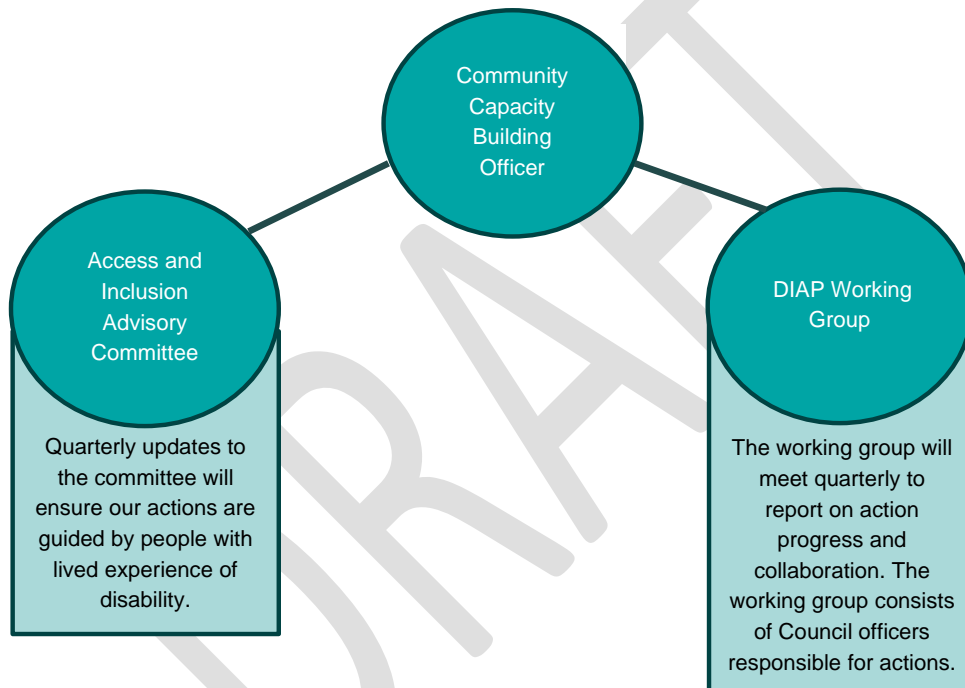 Community
Capacity
Building
Officer
Access and
Inclusion
Advisory
Committee
Quarterly updates to
the committee will
ensure our actions are
guided by people with
lived experience of
disability.
DIAP Working
Group
The working group will
meet quarterly to
report on action
progress and
collaboration. The
working group consists
of Council officers
responsible for actions.
DRAFT